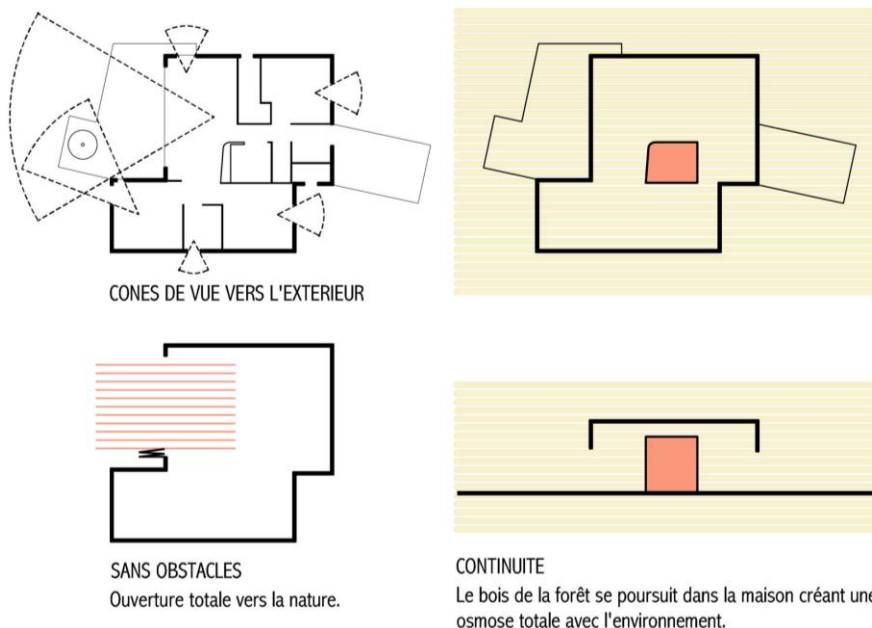 CONES DE VUE VERS L'EXTERIEUR
SANS OBSTACLES
Ouverture totale vers la nature.
CONTINUITE
Le bois de la forêt se poursuit dans la maison créant une
osmose totale avec l'environnement.